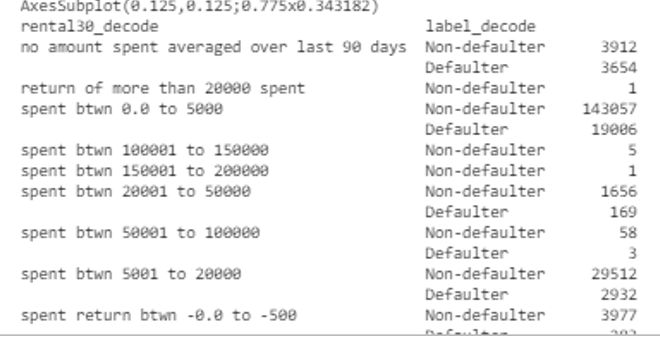 AxesSubplot(0.125,0.125;0.775x0.343182)
rental30_decode label_decode
no amount spent averaged over last 90 days Non-defaulter 3912
Defaulter 3654
return of more than 20000 spent Non-defaulter 1
spent btwn 0.0 to 5000 Non-defaulter 143057
Defaulter 19006
spent btwn 100001 to 150000 Non-defaulter 5
spent btwn 150001 to 200000 Non-defaulter 1
spent btwn 20001 to 50000 Non-defaulter 1656
Defaulter 169
spent btwn 50001 to 100000 Non-defaulter 58
Defaulter 3
spent btwn 5001 to 20000 Non-defaulter 29512
Defaulter 2932
spent return btwn -0.0 to -500 Non-defaulter 3977
Defaulter